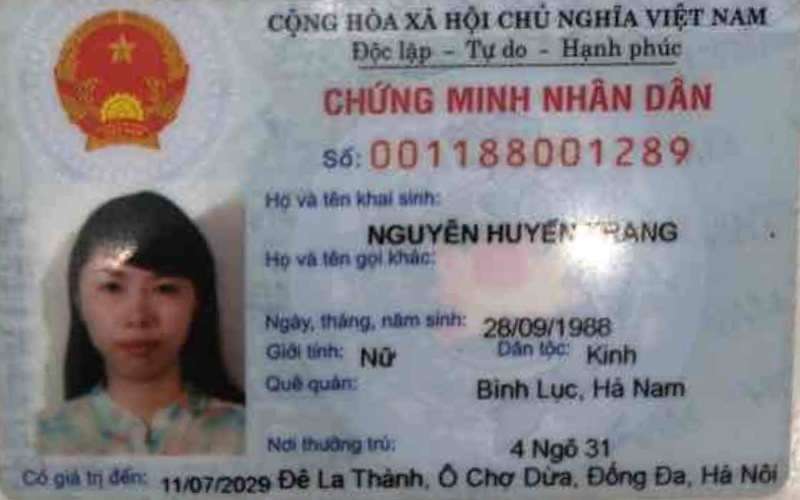 CỘNG HÒA XÃ HỘI CHỦ NGHĨA VIỆT NAM
Độc lập - Tự do - Hạnh phúc
CHỨNG MINH NHÂN DÂN
Số: 001188001289
Họ và tên khai sinh:
NGUYỄN HUYỀN TRANG
Họ và tên gọi khác:
Ngày, tháng, năm sinh: 28/09/1988
Giới tính: Nữ Dân tộc: Kinh
Quê quán: Bình Lục, Hà Nam
Nơi thường trú: 4 Ngõ 31
Có giá trị đến: 11/07/2029 Đê La Thành, Ô Chợ Dừa, Đống Đa, Hà Nội